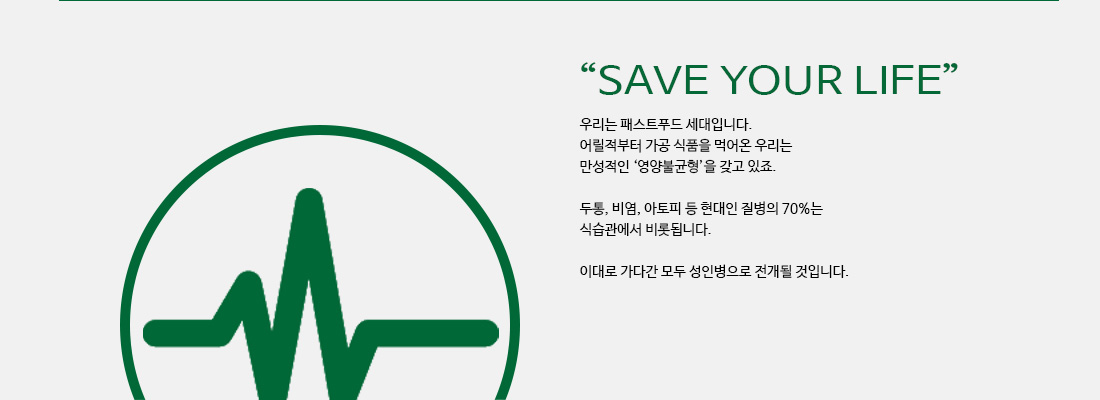 “SAVE YOUR LIFE”
우리는 패스트푸드 세대입니다.
어릴적부터 가공 식품을 먹어온 우리는
만성적인 ‘영양불균형’을 갖고 있죠.
두통, 비염, 아토피 등 현대인 질병의 70%는
식습관에서 비롯됩니다.
이대로 가다간 모두 성인병으로 전개될 것입니다.